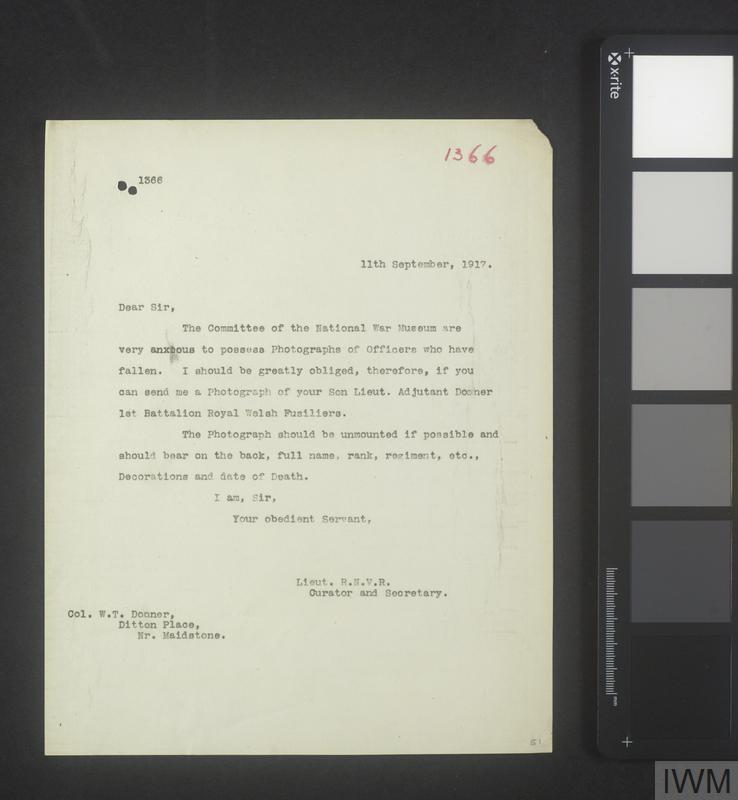 1366
1366
11th September, 1917.
Dear Sir,
The Committee of the National War Museum are
very anxious to possess Photographs of Officers who have
fallen. I should be greatly obliged, therefore, if you
can send me a Photograph of your Son Lieut. Adjutant Donner
1st Battalion Royal Welsh Fusiliers.
The Photograph should be unmounted if possible and
should bear on the back, full name, rank, regiment, etc.,
Decorations and date of Death.
I am, Sir,
Your obedient Servant,
Lieut. R.N.V.R.
Curator and Secretary.
Col. W.T. Donner,
Ditton Place,
Nr. Maidstone.
x-rite
mm
IWM